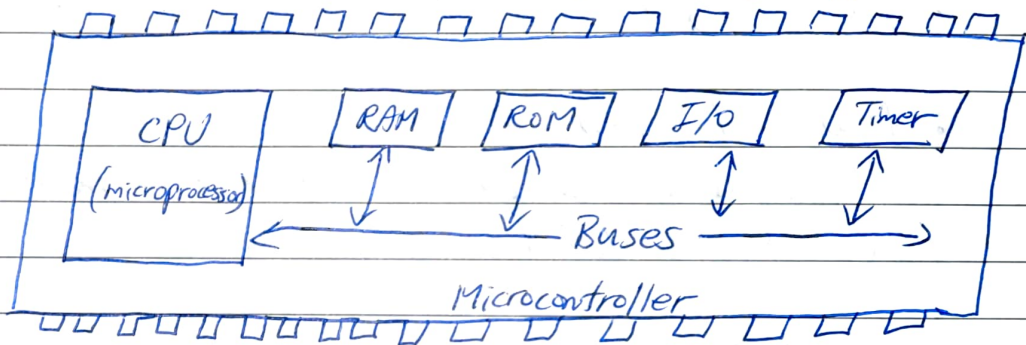 CPU
(microprocessor)
RAM
ROM
I/O
Timer
Buses
Microcontroller